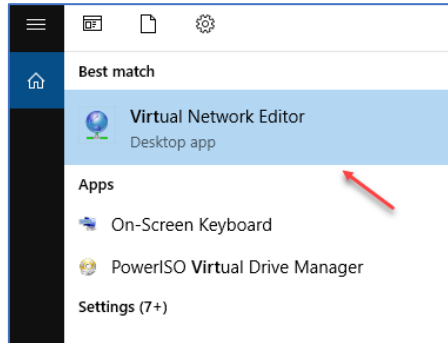 Best match
Virtual Network Editor
Desktop app
Apps
On-Screen Keyboard
PowerISO Virtual Drive Manager
Settings (7+)